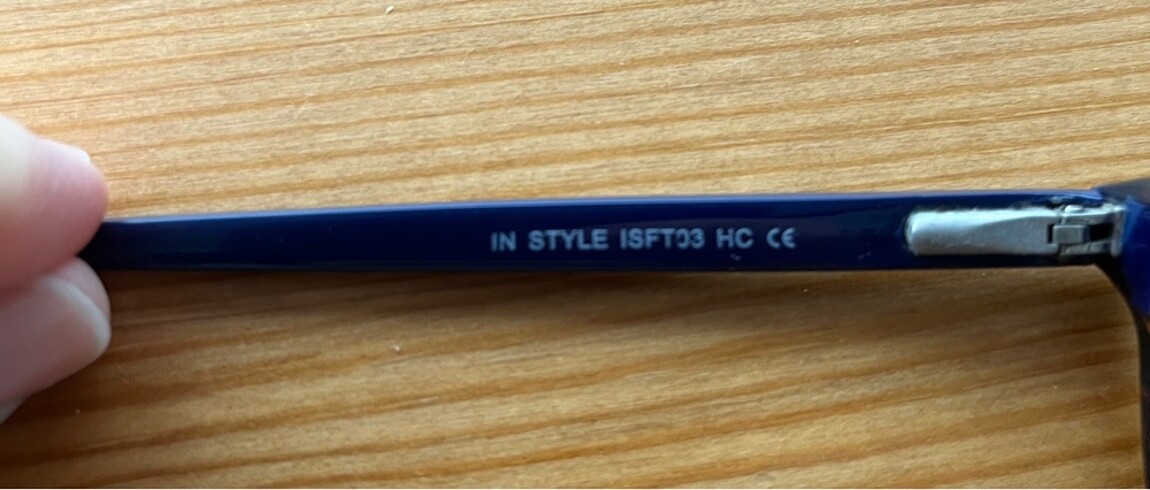 IN STYLE ISFT03 HC CE